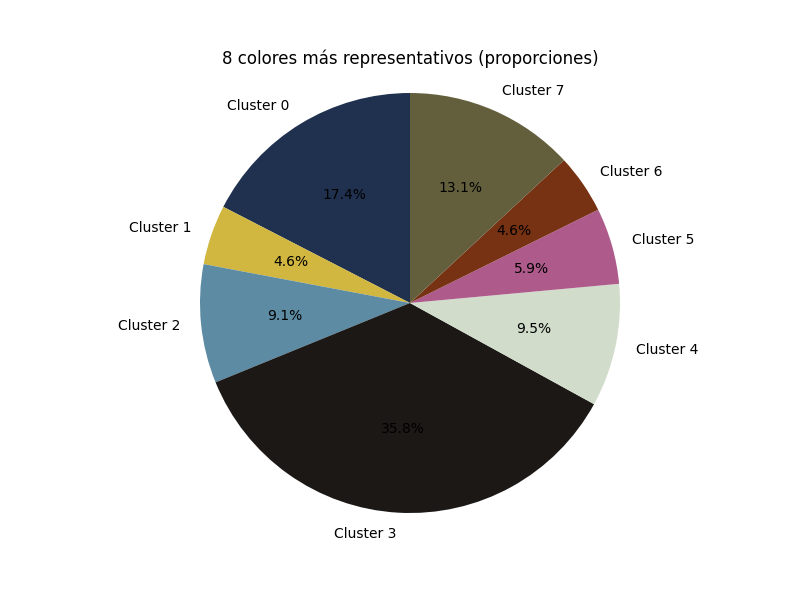 8 colores más representativos (proporciones)
Cluster 0
17.4%
Cluster 1
4.6%
Cluster 2
9.1%
Cluster 3
35.8%
Cluster 4
9.5%
Cluster 5
5.9%
Cluster 6
4.6%
Cluster 7
13.1%